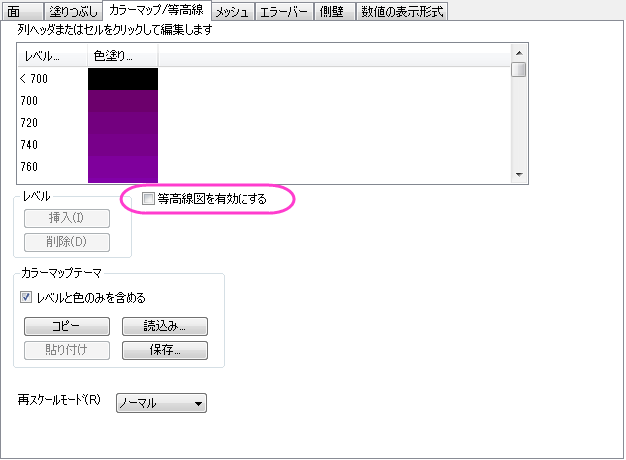 面 塗りつぶし カラーマップ/等高線 メッシュ エラーバー 側壁 数値の表示形式
列ヘッダまたはセルをクリックして編集します
レベル... 色塗り...
< 700
700
720
740
760
レベル
等高線図を有効にする
挿入(I)
削除(D)
カラーマップテーマ
レベルと色のみを含める
コピー 読込み...
貼り付け 保存...
再スケールモード(R) ノーマル